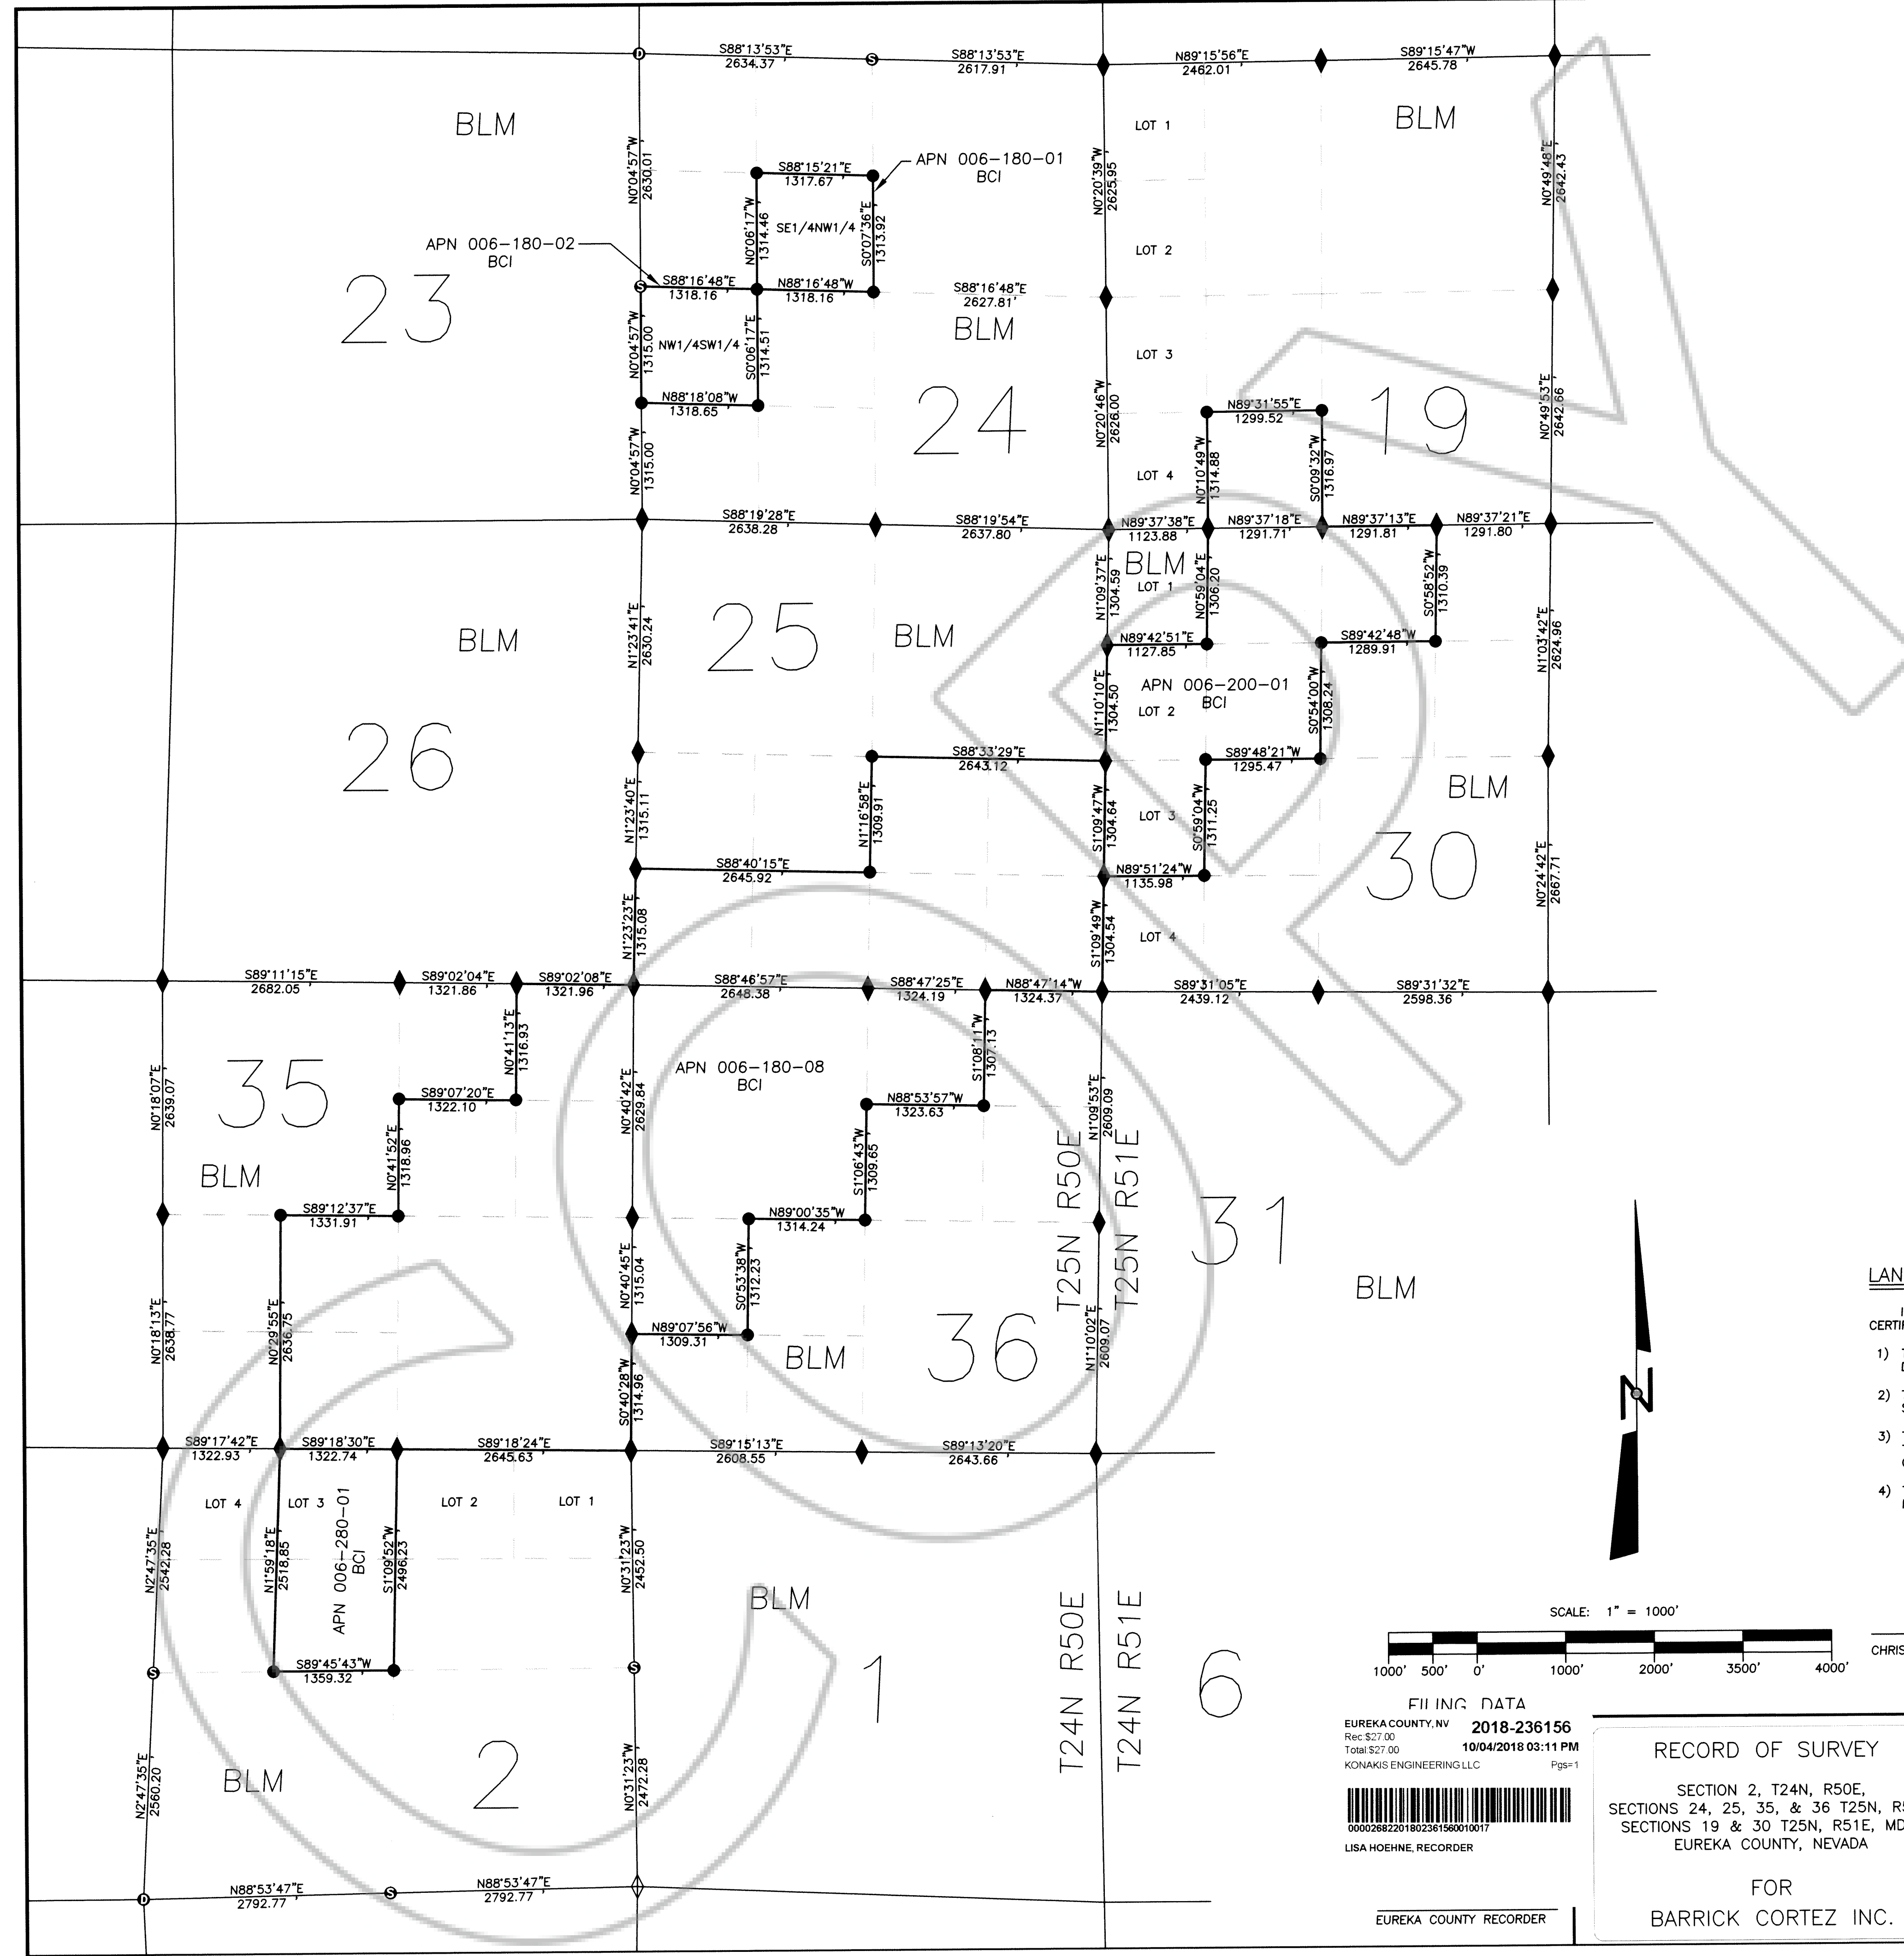 S88°13'53"E
2634.37'
S88°13'53"E
2617.91'
N89°15'56"E
2462.01'
S89°15'47"W
2645.78'
BLM
BLM
LOT 1
N0°04'57"W
2630.01'
N0°20'39"W
2625.95'
N0°49'48"E
2642.43'
APN 006-180-01
BCI
S88°15'21"E
1317.67'
N0°06'17"W
1314.46'
SE1/4NW1/4
S0°07'36"E
1313.92'
APN 006-180-02
BCI
LOT 2
23
S88°16'48"E
1318.16'
N88°16'48"W
1318.16'
S88°16'48"E
2627.81'
BLM
N0°04'57"W
1315.00'
NW1/4SW1/4
S0°06'17"E
1314.51'
LOT 3
N88°18'08"W
1318.65'
24
N0°20'46"W
2626.00'
N89°31'55"E
1299.52'
19
N0°49'53"E
2642.66'
N0°04'57"W
1315.00'
LOT 4
N0°10'49"W
1314.88'
S0°09'32"W
1316.97'
S88°19'28"E
2638.28'
S88°19'54"E
2637.80'
N89°37'38"E
1123.88'
N89°37'18"E
1291.71'
N89°37'13"E
1291.81'
N89°37'21"E
1291.80'
BLM
LOT 1
N1°09'37"E
1304.59'
N0°59'04"E
1306.20'
S0°58'52"W
1310.39'
N1°23'41"E
2630.24'
BLM
25
BLM
N1°03'42"E
2624.96'
N89°42'51"E
1127.85'
S89°42'48"W
1289.91'
APN 006-200-01
BCI
LOT 2
N1°10'10"E
1304.50'
S0°54'00"W
1308.24'
26
S88°33'29"E
2643.12'
S89°48'21"W
1295.47'
BLM
N1°23'40"E
1315.11'
N1°16'58"E
1309.91'
S1°09'47"W
1304.64'
LOT 3
S0°59'04"W
1311.25'
30
S88°40'15"E
2645.92'
N89°51'24"W
1135.98'
N0°24'42"E
2667.71'
N1°23'23"E
1315.08'
S1°09'49"W
1304.54'
LOT 4
S89°11'15"E
2682.05'
S89°02'04"E
1321.86'
S89°02'08"E
1321.96'
S88°46'57"E
2648.38'
S88°47'25"E
1324.19'
N88°47'14"W
1324.37'
S89°31'05"E
2439.12'
S89°31'32"E
2598.36'
N0°41'13"E
1316.93'
S1°08'11"W
1307.13'
APN 006-180-08
BCI
35
N0°18'07"E
2639.07'
S89°07'20"E
1322.10'
N0°40'42"E
2629.84'
N88°53'57"W
1323.63'
N1°09'53"E
2609.09'
N0°41'52"E
1318.96'
S1°06'43"W
1309.65'
BLM
T25N R50E
T25N R51E
S89°12'37"E
1331.91'
N89°00'35"W
1314.24'
31
BLM
N0°40'45"E
1315.04'
S0°53'38"W
1312.23'
N0°18'13"E
2638.77'
N0°29'55"E
2636.75'
N89°07'56"W
1309.31'
BLM
36
N1°10'02"E
2609.07'
S0°40'28"W
1314.96'
N
LAN
I
CERTIF
1) T
2) T
S
3) T
4) T
S89°17'42"E
1322.93'
S89°18'30"E
1322.74'
S89°18'24"E
2645.63'
S89°15'13"E
2608.55'
S89°13'20"E
2643.66'
LOT 4
LOT 3
LOT 2
LOT 1
APN 006-280-01
BCI
N2°47'35"E
2542.28'
N1°59'18"E
2518.85'
S1°09'52"W
2496.23'
N0°31'23"W
2452.50'
BLM
S89°45'43"W
1359.32'
1
T24N R50E
T24N R51E
6
SCALE: 1" = 1000'
1000' 500' 0' 1000' 2000' 3500' 4000'
CHRIS
BLM
2
N2°47'35"E
2560.20'
N0°31'23"W
2472.28'
N88°53'47"E
2792.77'
N88°53'47"E
2792.77'
FILING DATA
EUREKA COUNTY, NV 2018-236156
Rec:$27.00
Total:$27.00 10/04/2018 03:11 PM
KONAKIS ENGINEERING LLC Pgs=1
00002682201802361560010017
LISA HOEHNE, RECORDER
EUREKA COUNTY RECORDER
RECORD OF SURVEY
SECTION 2, T24N, R50E,
SECTIONS 24, 25, 35, & 36 T25N, R5
SECTIONS 19 & 30 T25N, R51E, MD
EUREKA COUNTY, NEVADA
FOR
BARRICK CORTEZ INC.
COPY